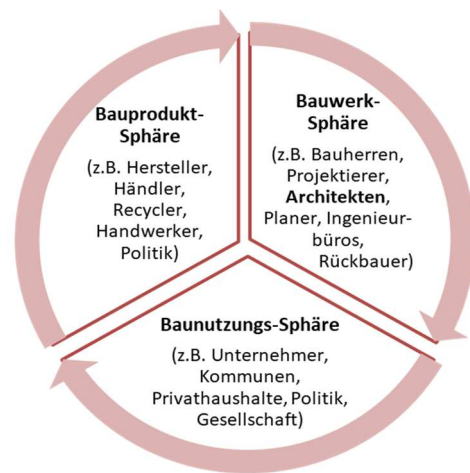 Bauprodukt-
Sphäre
(z.B. Hersteller,
Händler,
Recycler,
Handwerker,
Politik)
Bauwerk-
Sphäre
(z.B. Bauherren,
Projektierer,
Architekten,
Planer, Ingenieur-
büros,
Rückbauer)
Baunutzungs-Sphäre
(z.B. Unternehmer,
Kommunen,
Privathaushalte, Politik,
Gesellschaft)